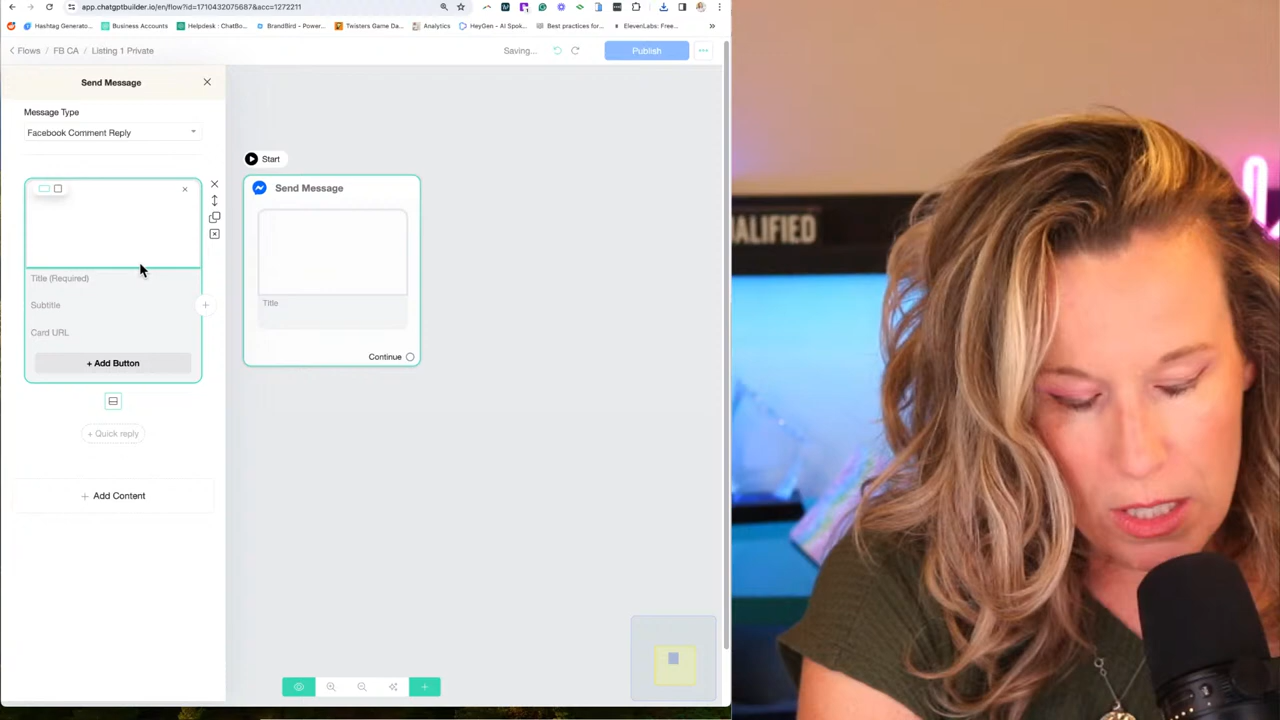 app.chatgptbuilder.io/en/flow?id=1710432075687&acc=1272211
Hashtag Generato...
Business Accounts
Helpdesk : ChatBo...
BrandBird - Power...
Twisters Game Da...
Analytics
HeyGen - AI Spok...
Best practices for...
ElevenLabs: Free...
Flows
FB CA
Listing 1 Private
Saving...
Publish
Send Message
Message Type
Facebook Comment Reply
Title (Required)
Subtitle
Card URL
+ Add Button
+ Quick reply
+ Add Content
Start
Send Message
Title
Continue
ALIFIED